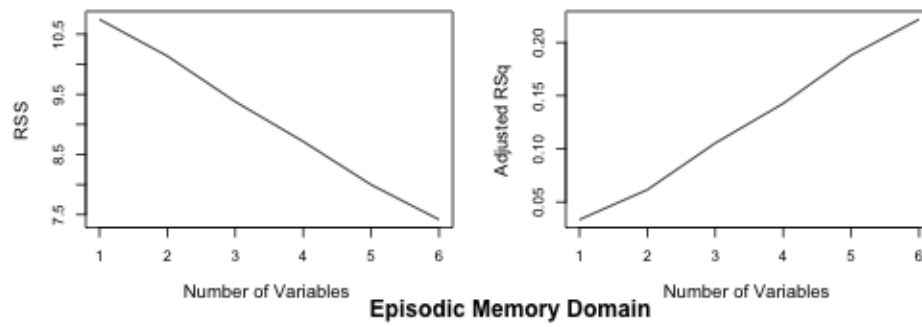 RSS
10.5
9.5
8.5
7.5
1 2 3 4 5 6
Number of Variables
Adjusted RSq
0.20
0.15
0.10
0.05
1 2 3 4 5 6
Number of Variables
Episodic Memory Domain